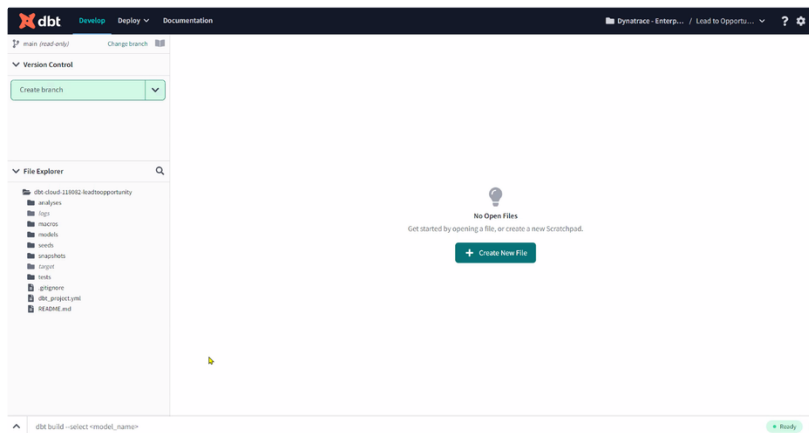 dbt Develop Deploy Documentation Dynatrace - Enterp... / Lead to Opportu... ?
main (read-only) Change branch
Version Control
Create branch
File Explorer
dbt-cloud-118082-leadtoopportunity
analyses
logs
macros
models
seeds
snapshots
target
tests
.gitignore
dbt_project.yml
README.md
No Open Files
Get started by opening a file, or create a new Scratchpad.
+ Create New File
dbt build --select <model_name>
Ready